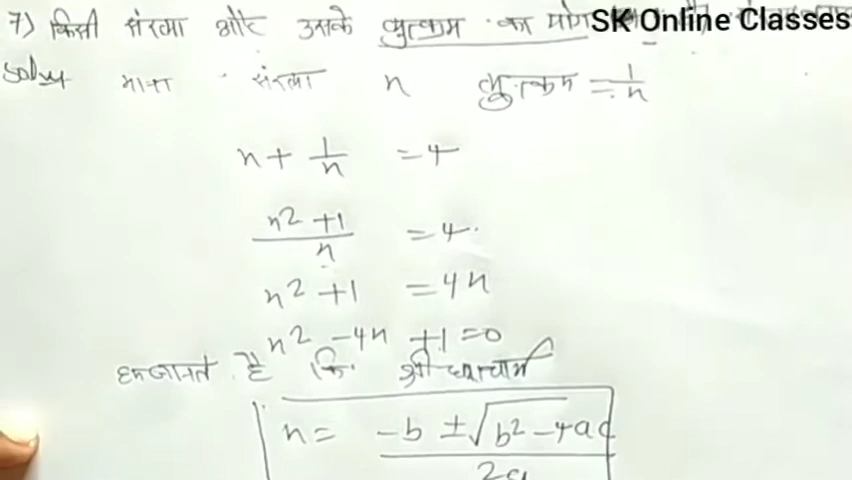 7) किसी संख्या और उसके व्युत्क्रम का योग
SK Online Classes
Solⁿ माना संख्या n व्युत्क्रम = 1/n
n + 1/n = 4
(n² + 1)/n = 4
n² + 1 = 4n
n² - 4n + 1 = 0
हम जानते है कि श्री धराचार्य
n = (-b ± √(b² - 4ac))/2a